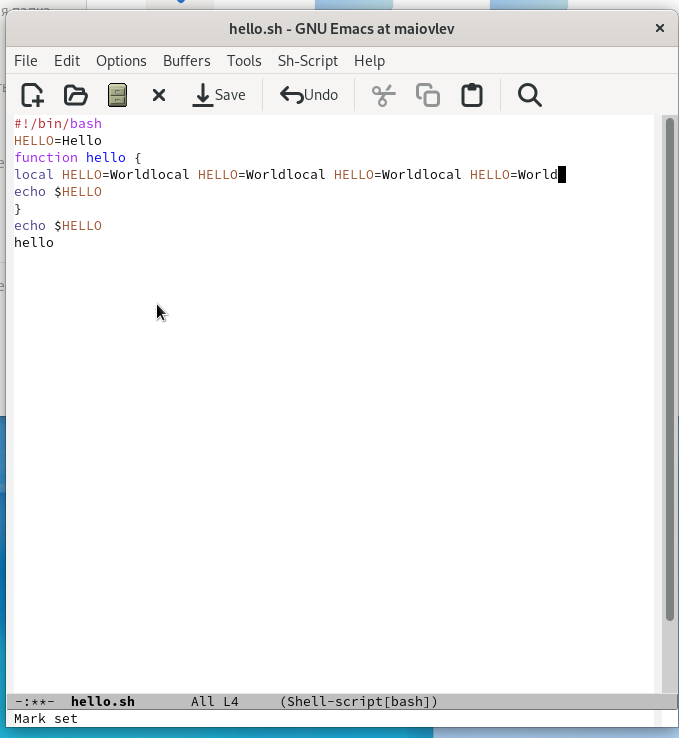 hello.sh - GNU Emacs at maiovlev
File Edit Options Buffers Tools Sh-Script Help
Save Undo
#!/bin/bash
HELLO=Hello
function hello {
local HELLO=Worldlocal HELLO=Worldlocal HELLO=Worldlocal HELLO=World
echo $HELLO
}
echo $HELLO
hello
-:**- hello.sh All L4 (Shell-script[bash])
Mark set